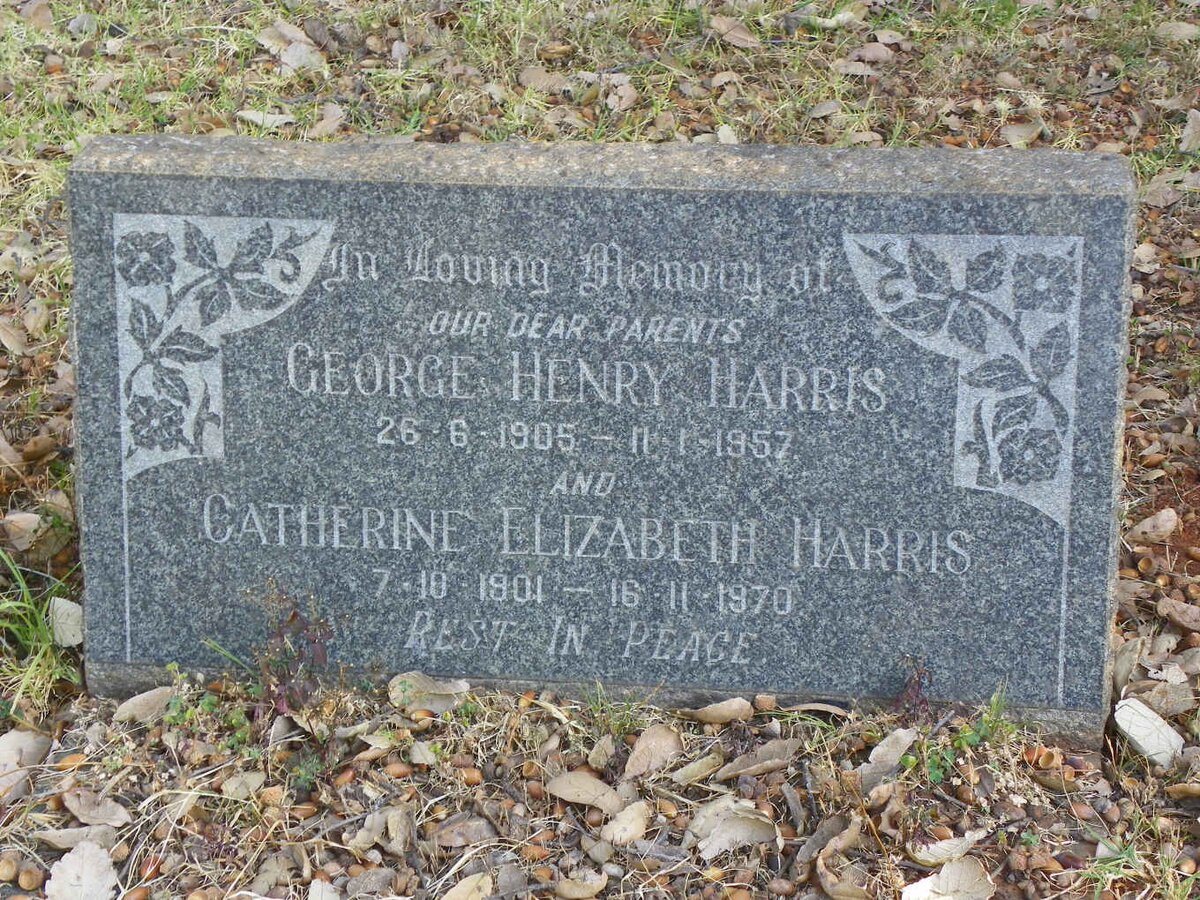 In Loving Memory of
OUR DEAR PARENTS
GEORGE HENRY HARRIS
26-6-1905 - 11-1-1957
AND
CATHERINE ELIZABETH HARRIS
7-10-1901 - 16-11-1970
REST IN PEACE